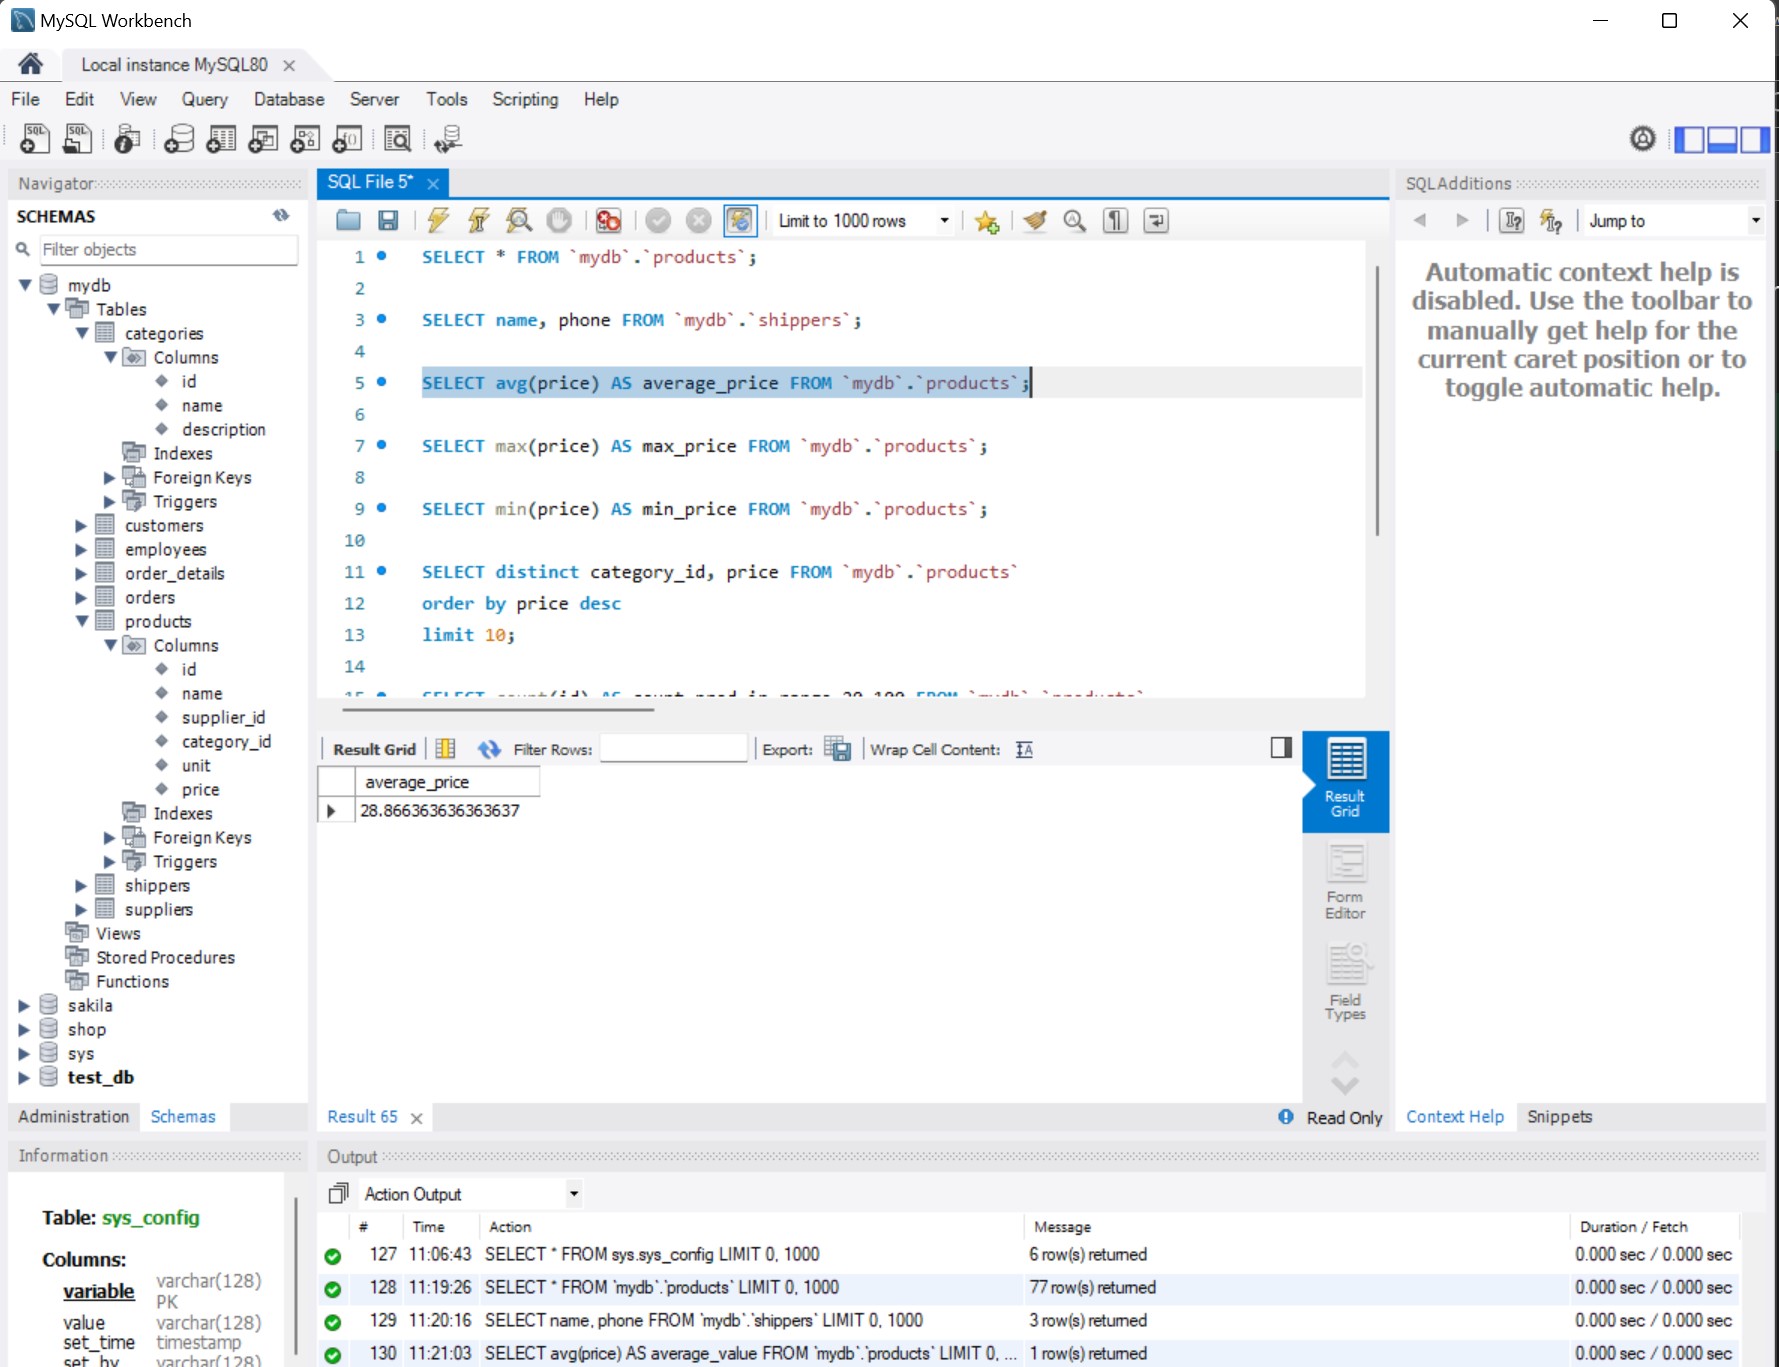 MySQL Workbench
Local instance MySQL80
File Edit View Query Database Server Tools Scripting Help
Navigator
SCHEMAS
Filter objects
mydb
Tables
categories
Columns
id
name
description
Indexes
Foreign Keys
Triggers
customers
employees
order_details
orders
products
Columns
id
name
supplier_id
category_id
unit
price
Indexes
Foreign Keys
Triggers
shippers
suppliers
Views
Stored Procedures
Functions
sakila
shop
sys
test_db
Administration Schemas
Information
Table: sys_config
Columns:
variable varchar(128)
PK
value varchar(128)
set_time timestamp
set_by varchar(128)
SQL File 5*
Limit to 1000 rows
1 SELECT * FROM `mydb`.`products`;
2
3 SELECT name, phone FROM `mydb`.`shippers`;
4
5 SELECT avg(price) AS average_price FROM `mydb`.`products`;
6
7 SELECT max(price) AS max_price FROM `mydb`.`products`;
8
9 SELECT min(price) AS min_price FROM `mydb`.`products`;
10
11 SELECT distinct category_id, price FROM `mydb`.`products`
12 order by price desc
13 limit 10;
14
15 SELECT count(id) AS count_prod_in_range_20_100 FROM `mydb`.`products`
Result Grid Filter Rows: Export: Wrap Cell Content:
average_price
28.866363636363637
Result
Grid
Form
Editor
Field
Types
Result 65
Read Only
SQLAdditions
Jump to
Automatic context help is
disabled. Use the toolbar to
manually get help for the
current caret position or to
toggle automatic help.
Context Help Snippets
Output
Action Output
# Time Action Message Duration / Fetch
127 11:06:43 SELECT * FROM sys.sys_config LIMIT 0, 1000 6 row(s) returned 0.000 sec / 0.000 sec
128 11:19:26 SELECT * FROM `mydb`.`products` LIMIT 0, 1000 77 row(s) returned 0.000 sec / 0.000 sec
129 11:20:16 SELECT name, phone FROM `mydb`.`shippers` LIMIT 0, 1000 3 row(s) returned 0.000 sec / 0.000 sec
130 11:21:03 SELECT avg(price) AS average_value FROM `mydb`.`products` LIMIT 0, ... 1 row(s) returned 0.000 sec / 0.000 sec